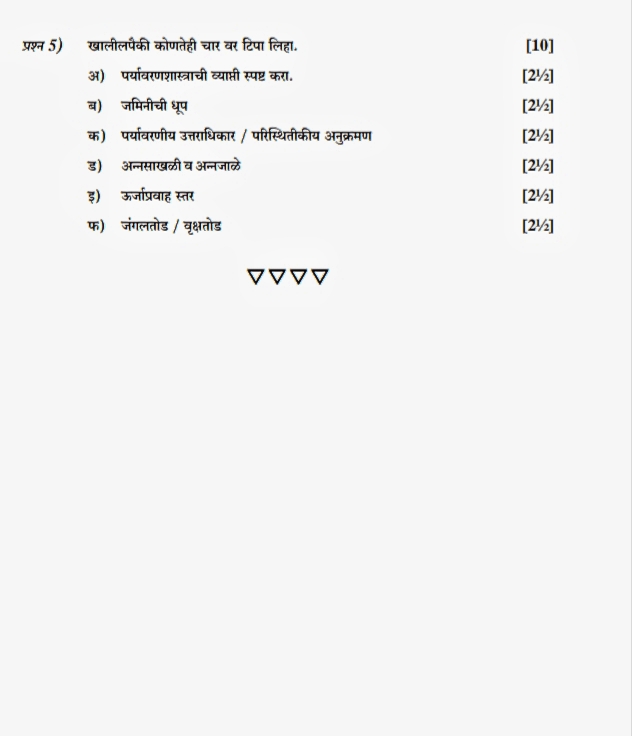 प्रश्न 5) खालीलपैकी कोणतेही चार वर टिपा लिहा. [10]
अ) पर्यावरणशास्त्राची व्याप्ती स्पष्ट करा. [2½]
ब) जमिनीची धूप [2½]
क) पर्यावरणीय उत्तराधिकार / परिस्थितीकीय अनुक्रमण [2½]
ड) अन्नसाखळी व अन्नजाळे [2½]
इ) ऊर्जाप्रवाह स्तर [2½]
फ) जंगलतोड / वृक्षतोड [2½]